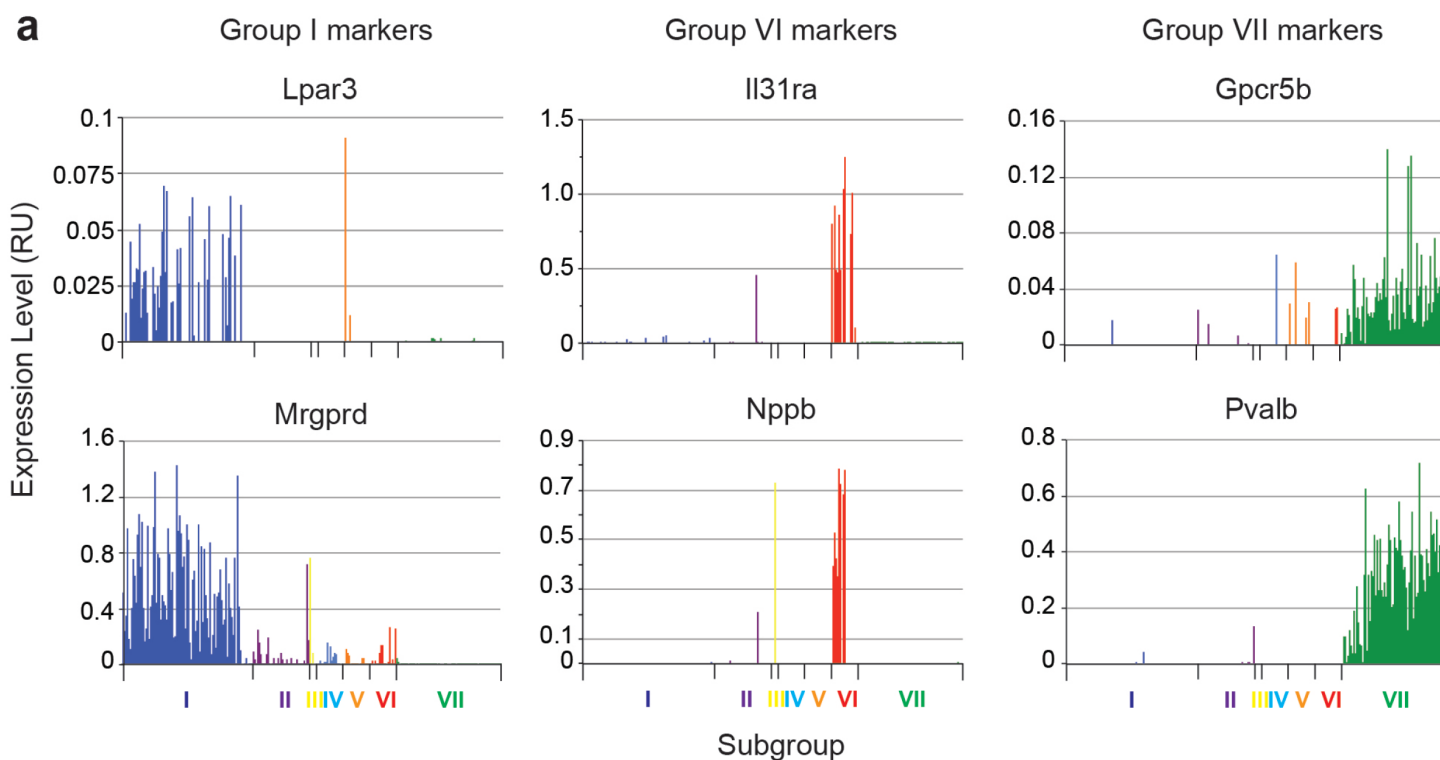 a
Group I markers
Group VI markers
Group VII markers
Lpar3
Il31ra
Gpcr5b
0.1
0.075
0.05
0.025
0
1.5
1.0
0.5
0
0.16
0.12
0.08
0.04
0
Expression Level (RU)
Mrgprd
Nppb
Pvalb
1.6
1.2
0.8
0.4
0
0.9
0.7
0.5
0.3
0.1
0
0.8
0.6
0.4
0.2
0
I II III IV V VI VII
I II III IV V VI VII
I II III IV V VI VII
Subgroup